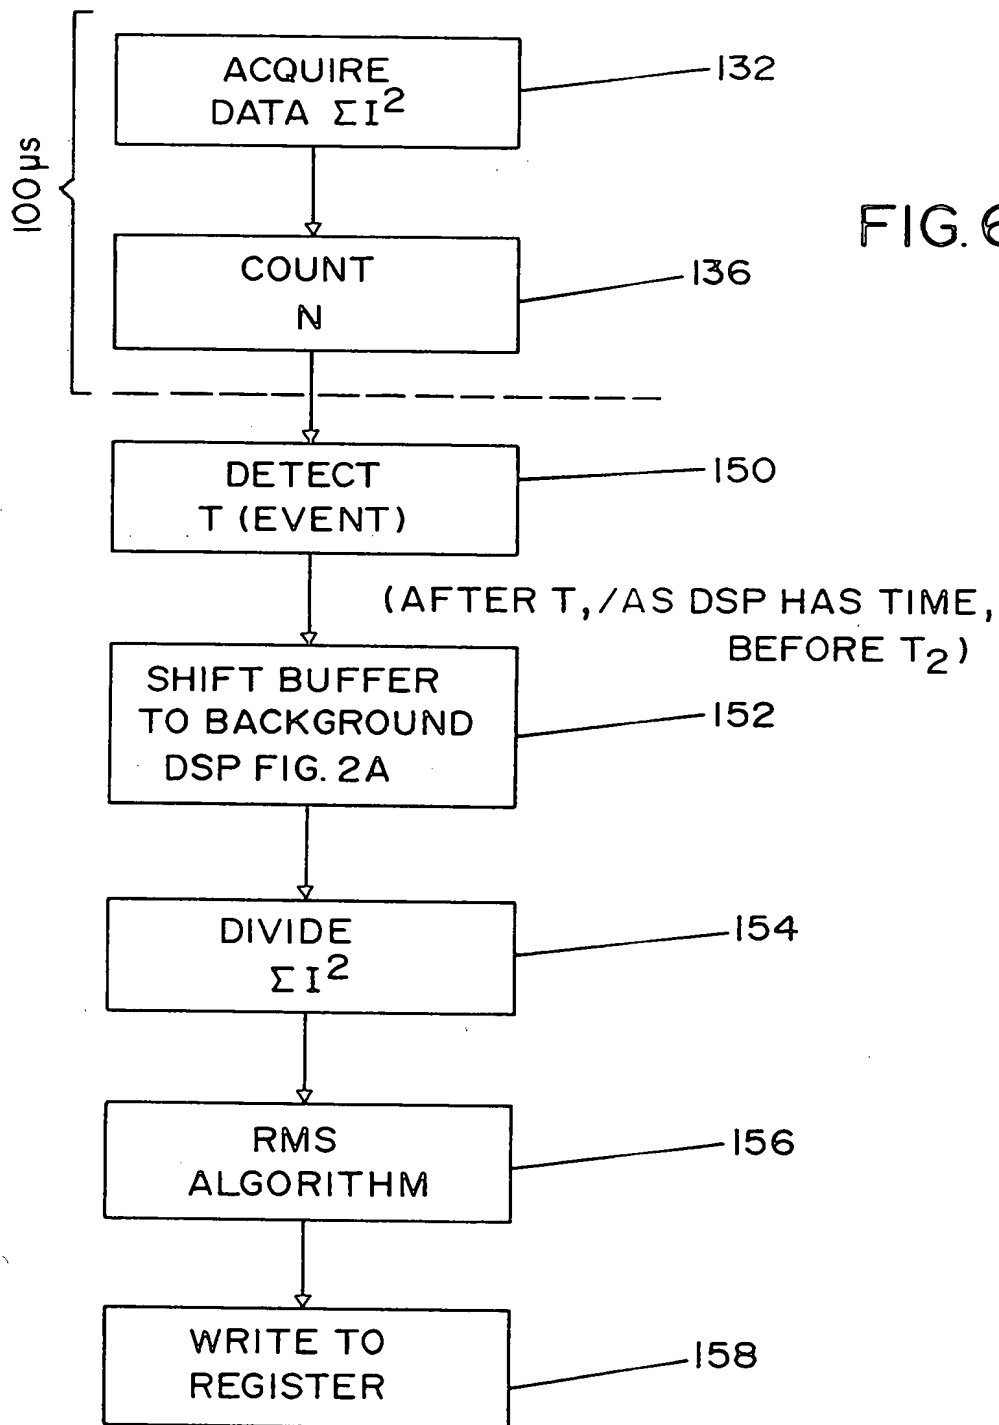 ACQUIRE
DATA ΣI²
132
100µs
FIG. 6
COUNT
N
136
DETECT
T (EVENT)
150
(AFTER T,/AS DSP HAS TIME,
BEFORE T₂)
SHIFT BUFFER
TO BACKGROUND
DSP FIG. 2A
152
DIVIDE
ΣI²
154
RMS
ALGORITHM
156
WRITE TO
REGISTER
158